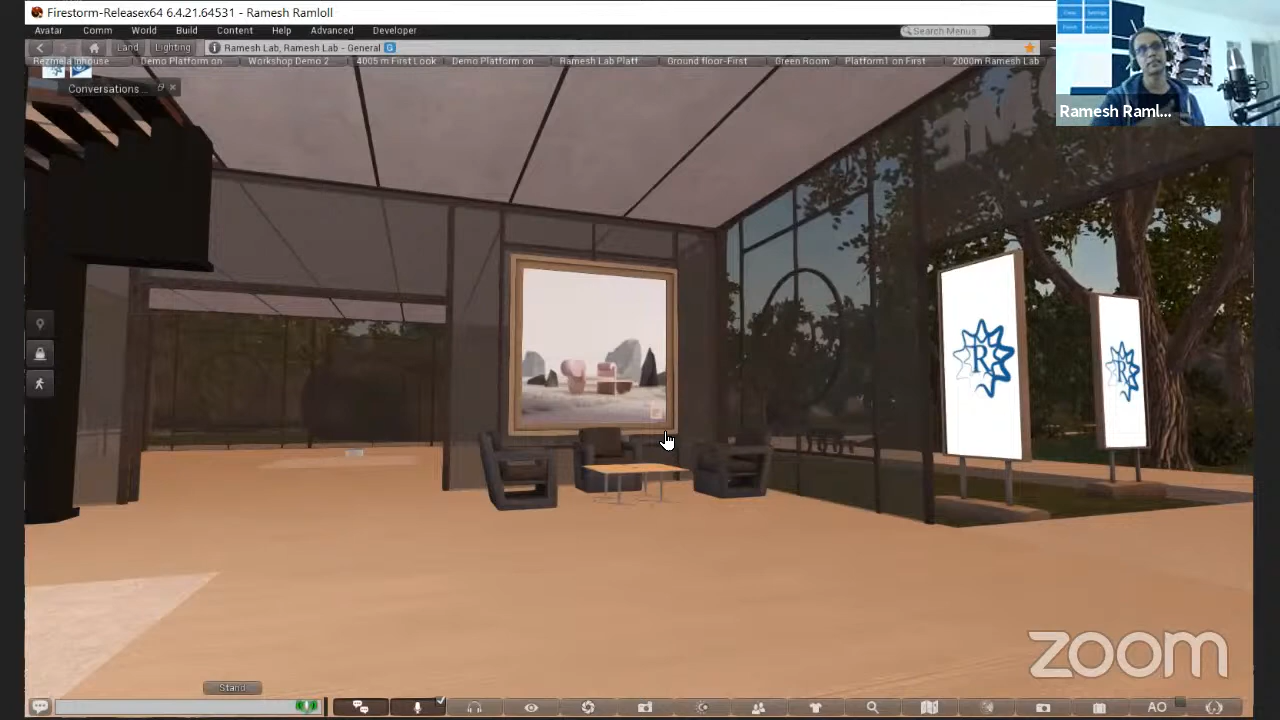 Firestorm-Releasex64 6.4.21.64531 - Ramesh Ramloll
Avatar Comm World Build Content Help Advanced Developer
Search Menus
Land Lighting Ramesh Lab, Ramesh Lab - General G
Rezmela Inhouse Demo Platform on Workshop Demo 2 4005 m First Look Demo Platform on Ramesh Lab Platf Ground floor-First Green Room Platform1 on First 2000m Ramesh Lab
Conversations...
Ramesh Raml...
R
R
zoom
Stand
AO